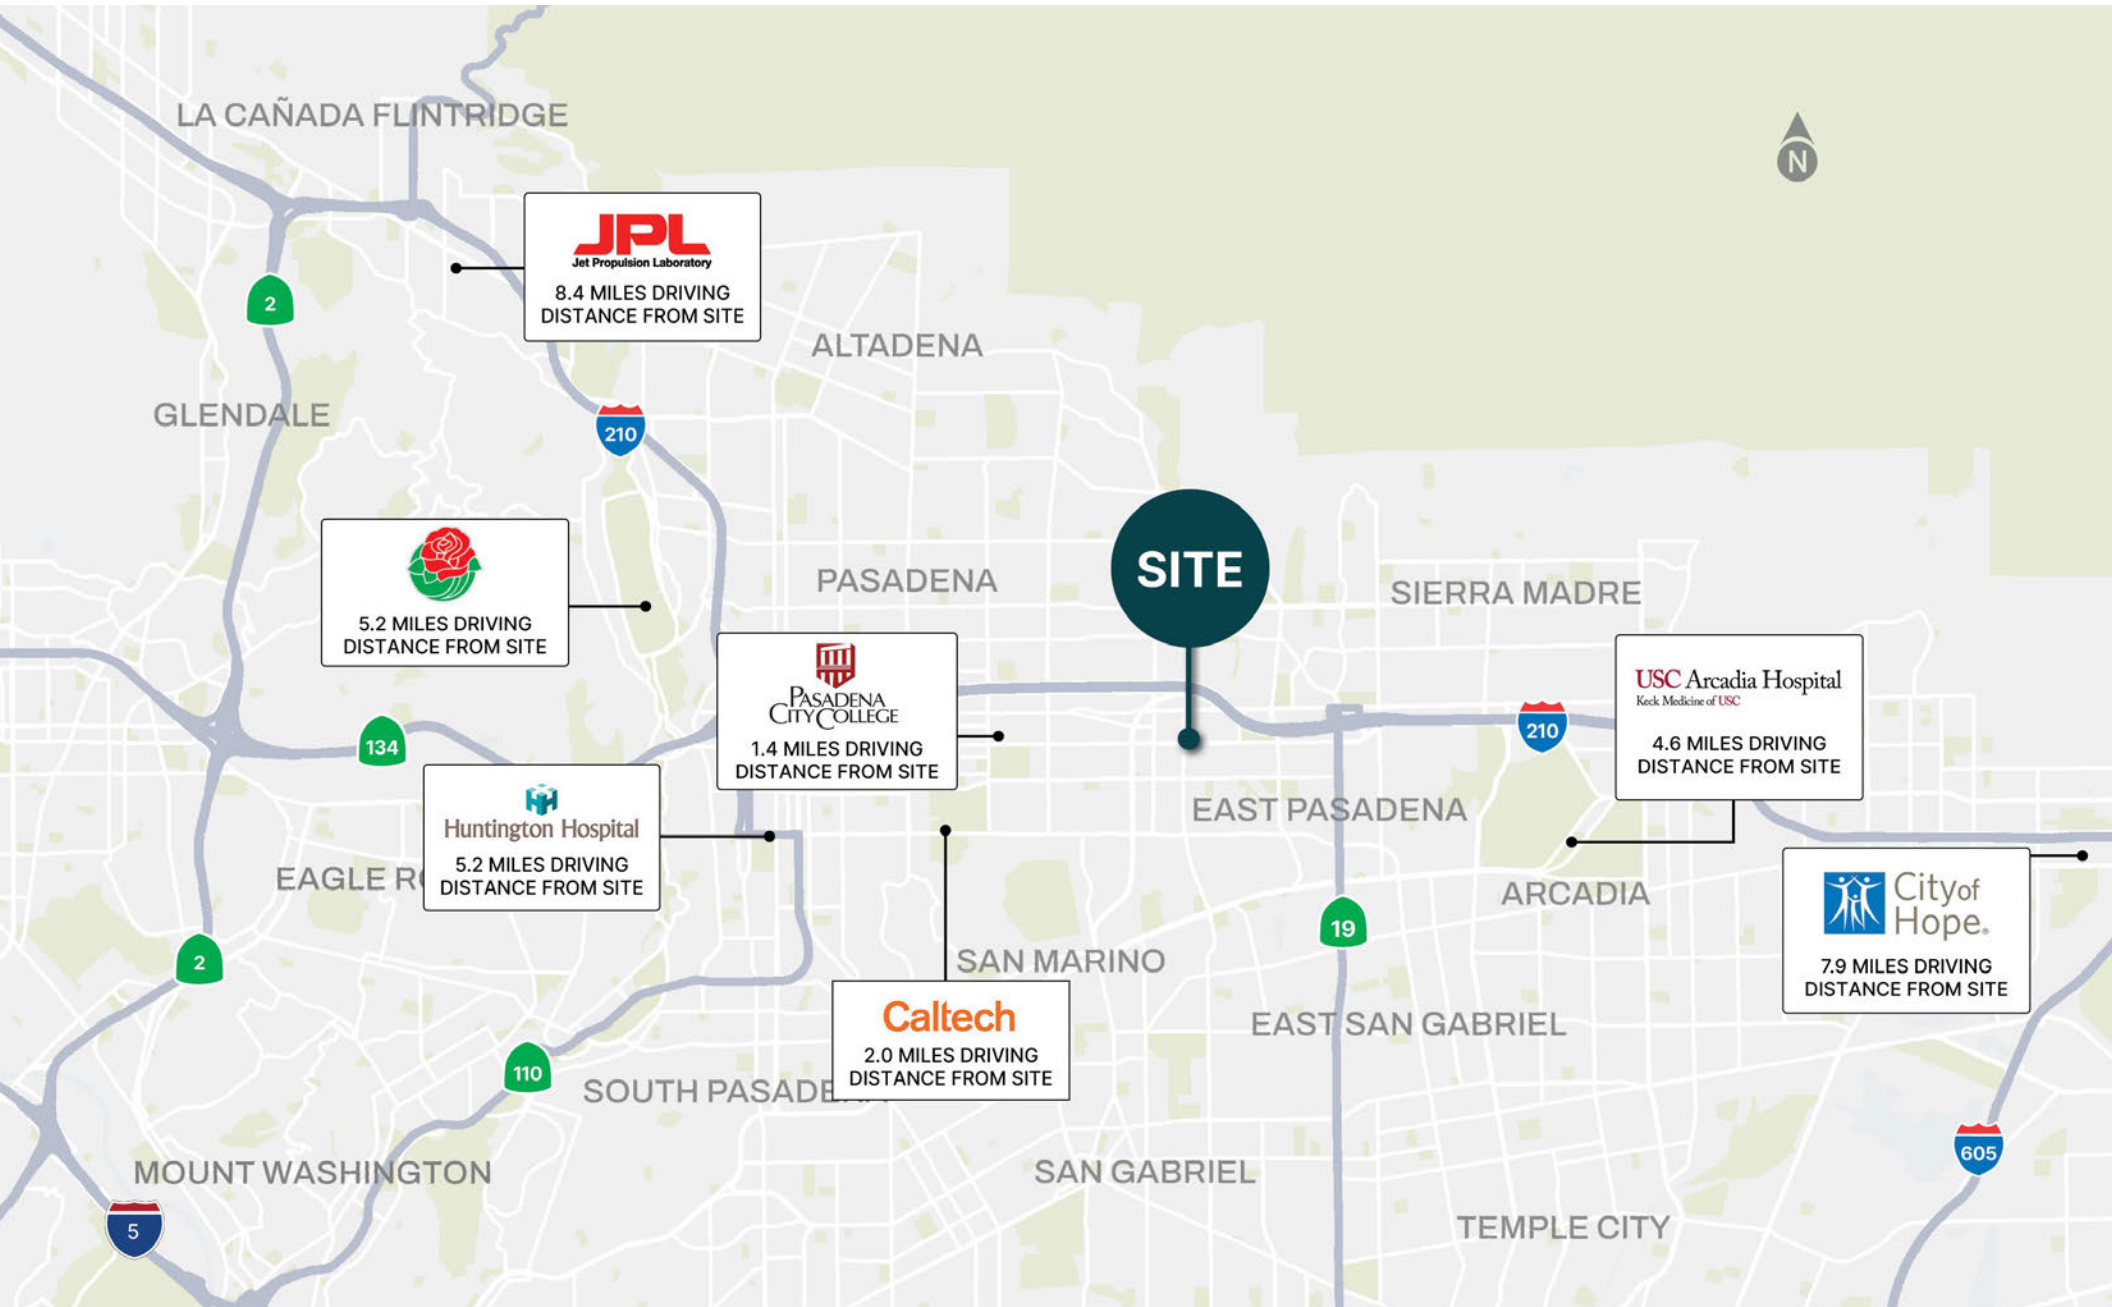 LA CAÑADA FLINTRIDGE
N
JPL
Jet Propulsion Laboratory
8.4 MILES DRIVING
DISTANCE FROM SITE
2
ALTADENA
GLENDALE
210
5.2 MILES DRIVING
DISTANCE FROM SITE
PASADENA
SITE
SIERRA MADRE
PASADENA
CITY COLLEGE
1.4 MILES DRIVING
DISTANCE FROM SITE
USC Arcadia Hospital
Keck Medicine of USC
4.6 MILES DRIVING
DISTANCE FROM SITE
210
134
Huntington Hospital
5.2 MILES DRIVING
DISTANCE FROM SITE
EAST PASADENA
EAGLE
ARCADIA
City of
Hope®
7.9 MILES DRIVING
DISTANCE FROM SITE
19
2
SAN MARINO
Caltech
2.0 MILES DRIVING
DISTANCE FROM SITE
EAST SAN GABRIEL
110
SOUTH
605
MOUNT WASHINGTON
SAN GABRIEL
5
TEMPLE CITY